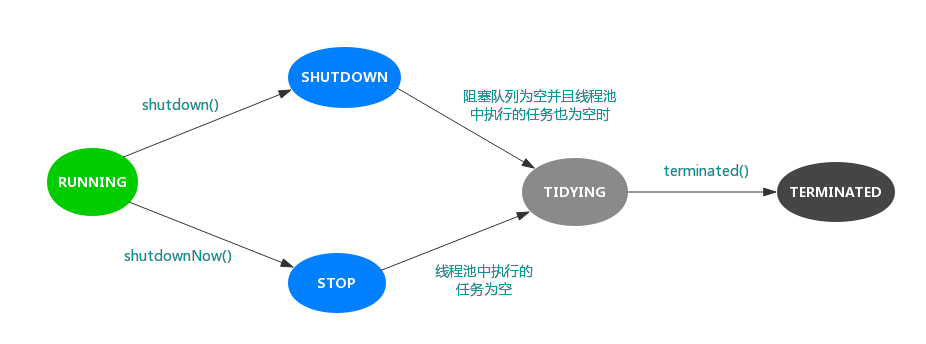 SHUTDOWN
shutdown()
阻塞队列为空并且线程池
中执行的任务也为空时
RUNNING
TIDYING
terminated()
TERMINATED
shutdownNow()
STOP
线程池中执行的
任务为空